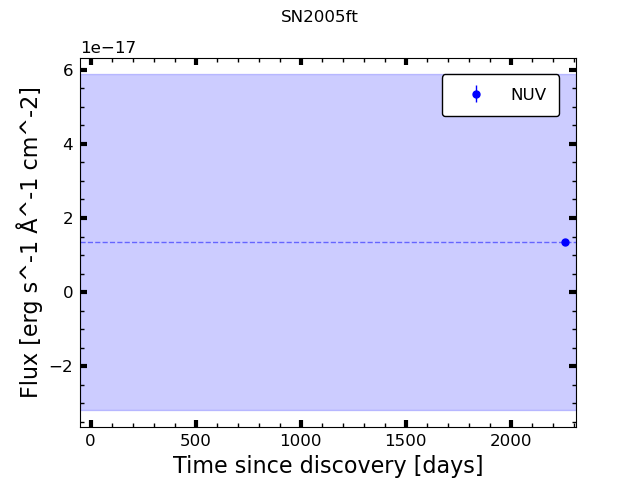 SN2005ft
1e−17
6
4
2
0
−2
Flux [erg s^-1 Å^-1 cm^-2]
NUV
0 500 1000 1500 2000
Time since discovery [days]